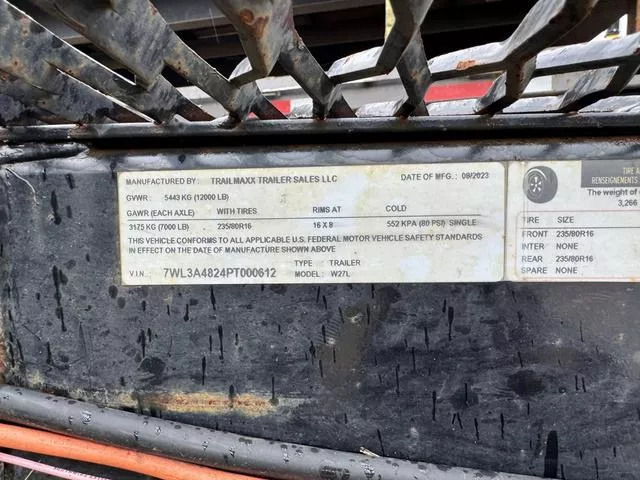 MANUFACTURED BY: TRAILMAXX TRAILER SALES LLC DATE OF MFG: 09/2023
GVWR: 5443 KG (12000 LB)
GAWR (EACH AXLE) WITH TIRES RIMS AT COLD
3175 KG (7000 LB) 235/80R16 16 X 8 552 KPA (80 PSI) SINGLE
THIS VEHICLE CONFORMS TO ALL APPLICABLE U.S. FEDERAL MOTOR VEHICLE SAFETY STANDARDS
IN EFFECT ON THE DATE OF MANUFACTURE SHOWN ABOVE
TYPE: TRAILER
V.I.N: 7WL3A4824PT000612 MODEL: W27L
TIRE
RENSEIGNEMENTS
The weight of
3,266
TIRE SIZE
FRONT 235/80R16
INTER NONE
REAR 235/80R16
SPARE NONE